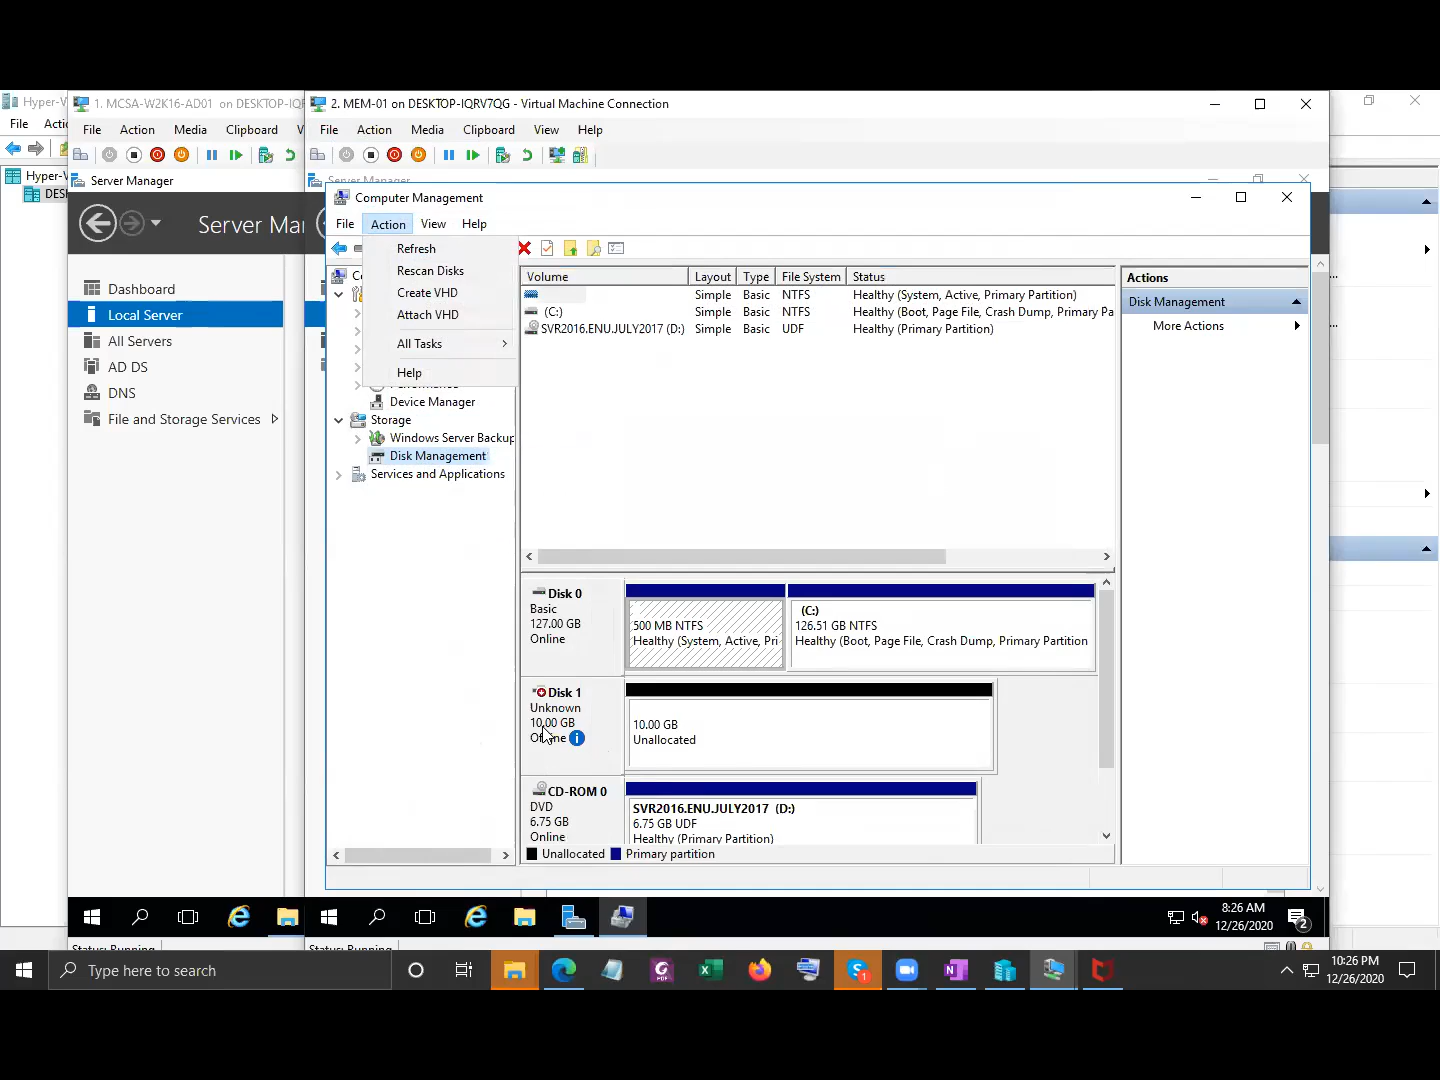 Hyper-V
1. MCSA-W2K16-AD01 on DESKTOP-IQ
2. MEM-01 on DESKTOP-IQRV7QG - Virtual Machine Connection
File
File Action Media Clipboard
File Action Media Clipboard View Help
Hyper-V
Server Manager
Server Manager
DES
Computer Management
Server Ma
File Action View Help
Refresh
Rescan Disks
Create VHD
Attach VHD
All Tasks
Help
Device Manager
Storage
Windows Server Backup
Disk Management
Services and Applications
Dashboard
Local Server
All Servers
AD DS
DNS
File and Storage Services
Volume Layout Type File System Status
Simple Basic NTFS Healthy (System, Active, Primary Partition)
(C:) Simple Basic NTFS Healthy (Boot, Page File, Crash Dump, Primary Pa
SVR2016.ENU.JULY2017 (D:) Simple Basic UDF Healthy (Primary Partition)
Actions
Disk Management
More Actions
Disk 0
Basic
127.00 GB
Online
500 MB NTFS
Healthy (System, Active, Pri
(C:)
126.51 GB NTFS
Healthy (Boot, Page File, Crash Dump, Primary Partition
Disk 1
Unknown
10.00 GB
10.00 GB
Unallocated
CD-ROM 0
DVD
6.75 GB
Online
SVR2016.ENU.JULY2017 (D:)
6.75 GB UDF
Healthy (Primary Partition)
Unallocated Primary partition
8:26 AM
12/26/2020
2
Status: Running
Status: Running
Type here to search
10:26 PM
12/26/2020